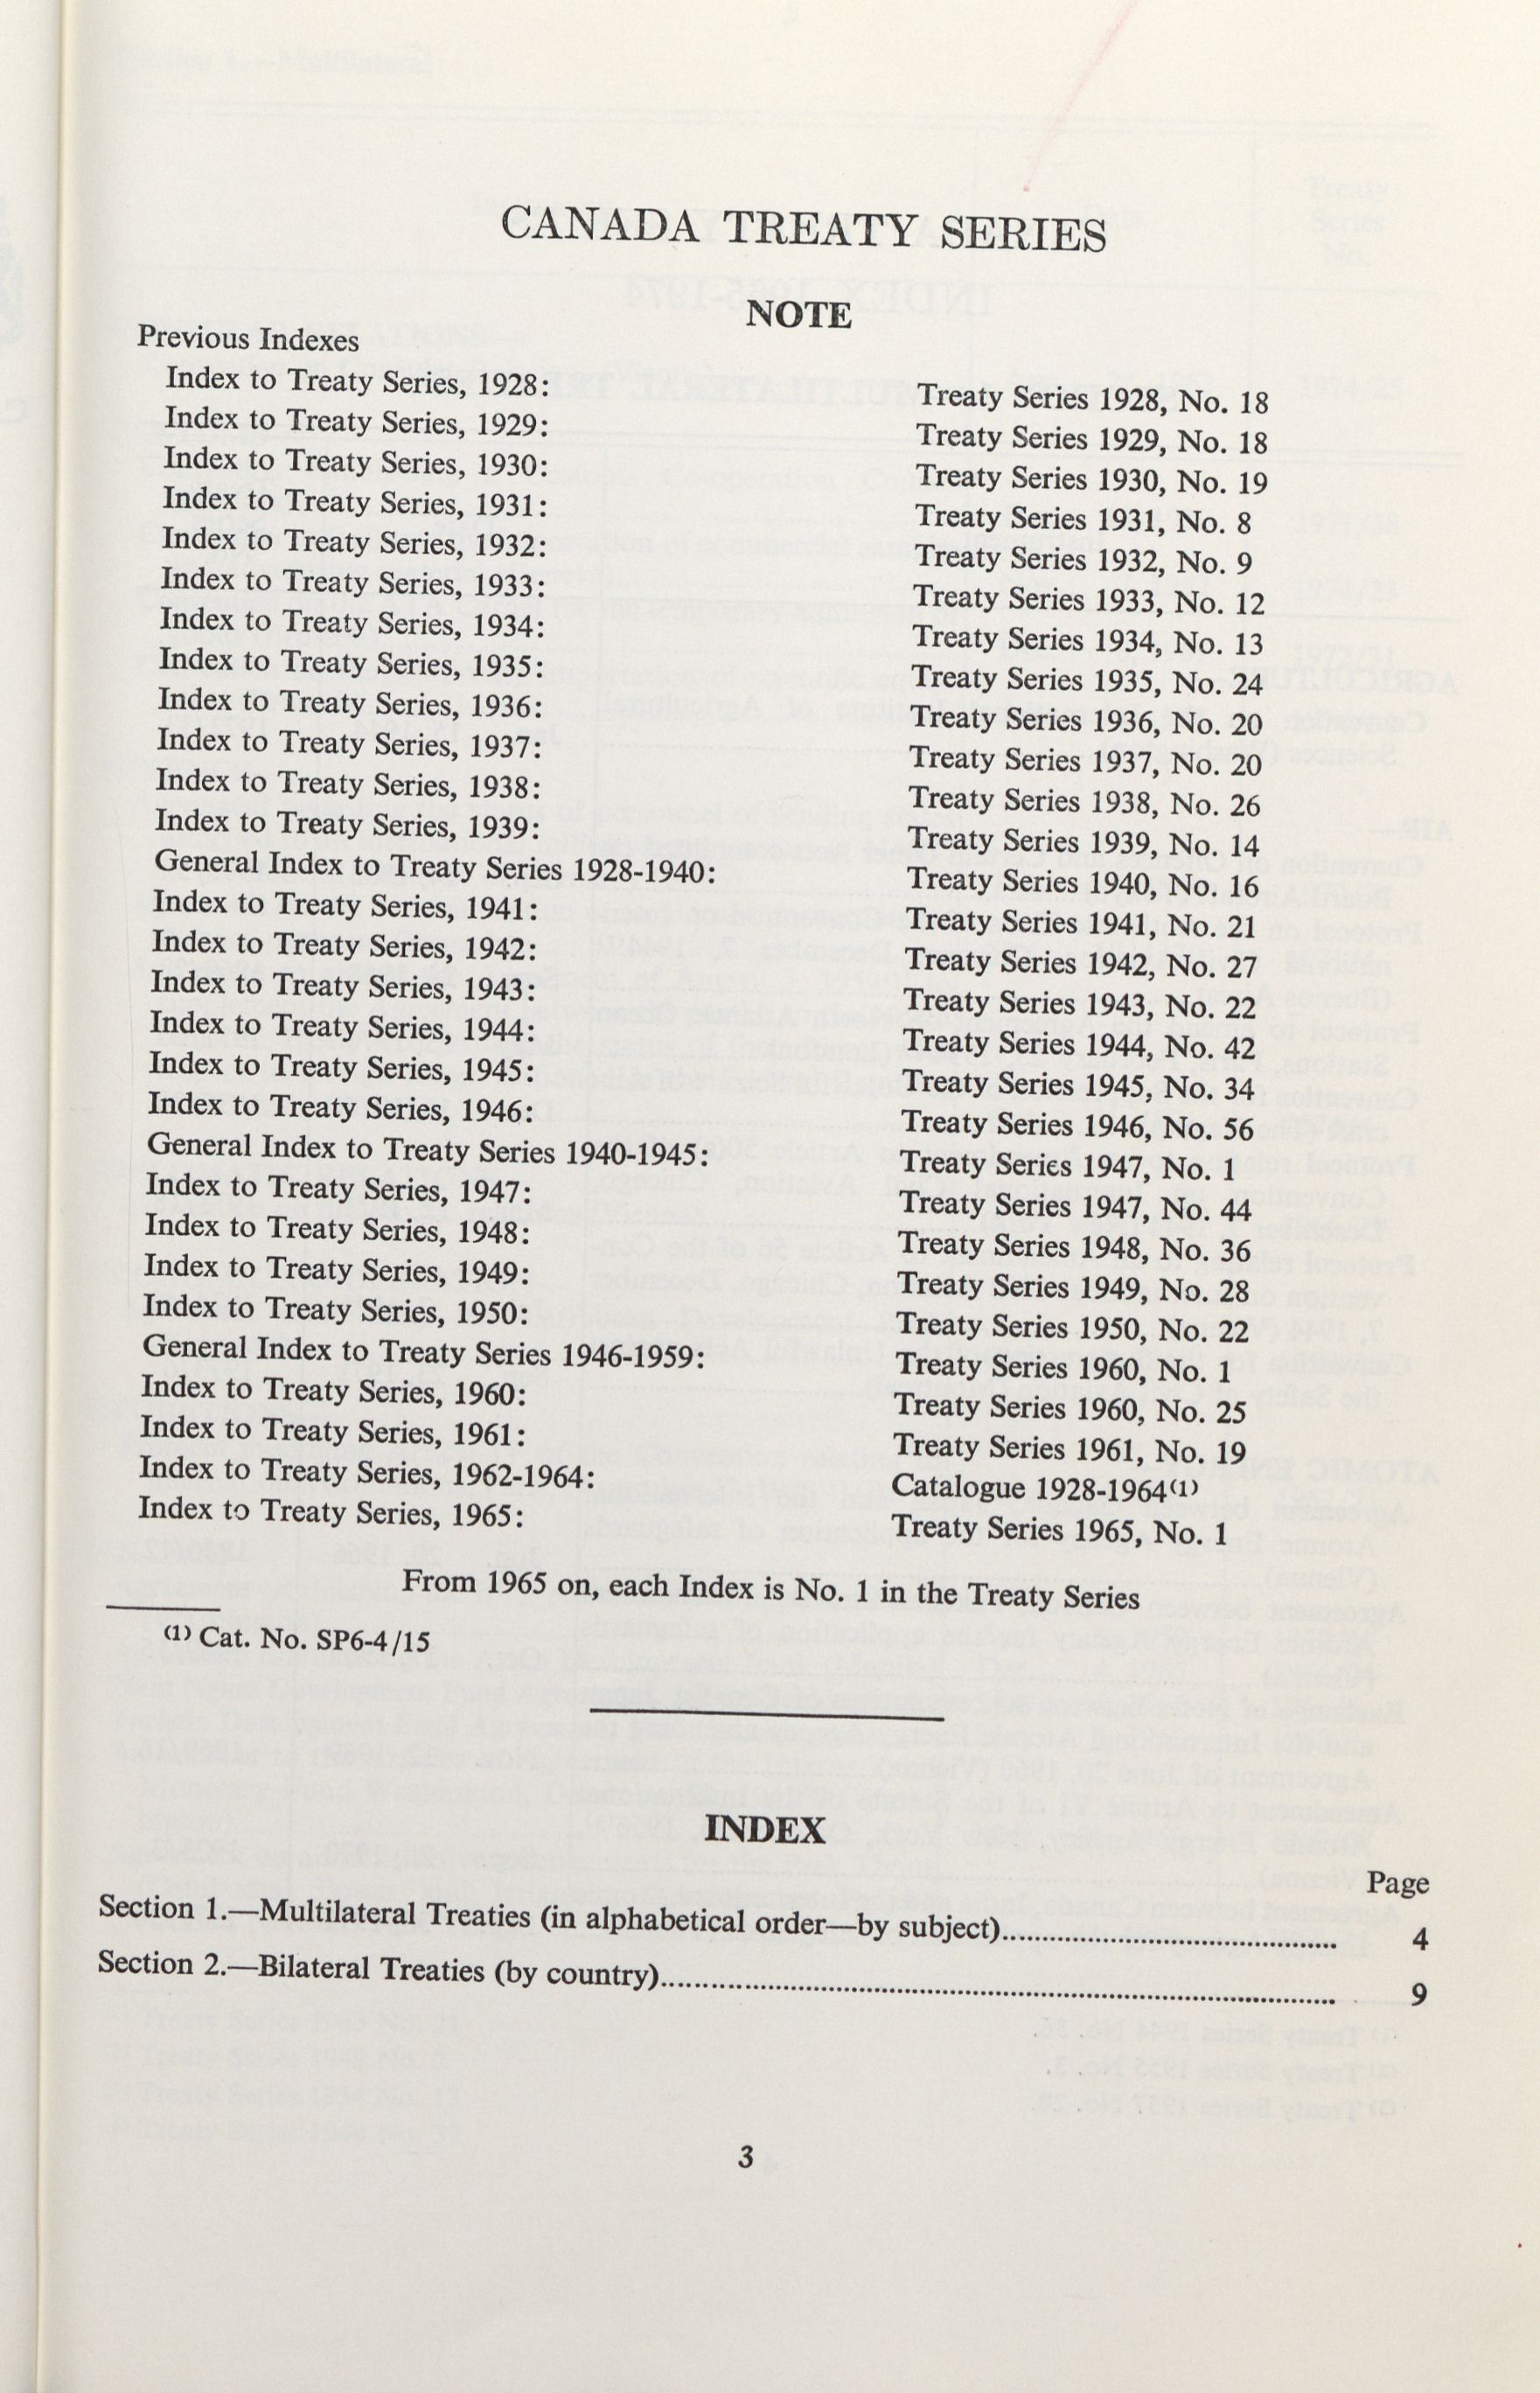 CANADA TREATY SERIES
NOTE
Previous Indexes
Index to Treaty Series, 1928: Treaty Series 1928, No. 18
Index to Treaty Series, 1929: Treaty Series 1929, No. 18
Index to Treaty Series, 1930: Treaty Series 1930, No. 19
Index to Treaty Series, 1931: Treaty Series 1931, No. 8
Index to Treaty Series, 1932: Treaty Series 1932, No. 9
Index to Treaty Series, 1933: Treaty Series 1933, No. 12
Index to Treaty Series, 1934: Treaty Series 1934, No. 13
Index to Treaty Series, 1935: Treaty Series 1935, No. 24
Index to Treaty Series, 1936: Treaty Series 1936, No. 20
Index to Treaty Series, 1937: Treaty Series 1937, No. 20
Index to Treaty Series, 1938: Treaty Series 1938, No. 26
Index to Treaty Series, 1939: Treaty Series 1939, No. 14
General Index to Treaty Series 1928-1940: Treaty Series 1940, No. 16
Index to Treaty Series, 1941: Treaty Series 1941, No. 21
Index to Treaty Series, 1942: Treaty Series 1942, No. 27
Index to Treaty Series, 1943: Treaty Series 1943, No. 22
Index to Treaty Series, 1944: Treaty Series 1944, No. 42
Index to Treaty Series, 1945: Treaty Series 1945, No. 34
Index to Treaty Series, 1946: Treaty Series 1946, No. 56
General Index to Treaty Series 1940-1945: Treaty Series 1947, No. 1
Index to Treaty Series, 1947: Treaty Series 1947, No. 44
Index to Treaty Series, 1948: Treaty Series 1948, No. 36
Index to Treaty Series, 1949: Treaty Series 1949, No. 28
Index to Treaty Series, 1950: Treaty Series 1950, No. 22
General Index to Treaty Series 1946-1959: Treaty Series 1960, No. 1
Index to Treaty Series, 1960: Treaty Series 1960, No. 25
Index to Treaty Series, 1961: Treaty Series 1961, No. 19
Index to Treaty Series, 1962-1964: Catalogue 1928-1964(1)
Index to Treaty Series, 1965: Treaty Series 1965, No. 1
From 1965 on, each Index is No. 1 in the Treaty Series
(1) Cat. No. SP6-4/15
INDEX
Page
Section 1.—Multilateral Treaties (in alphabetical order—by subject)........................................ 4
Section 2.—Bilateral Treaties (by country)................................................................................ 9
3